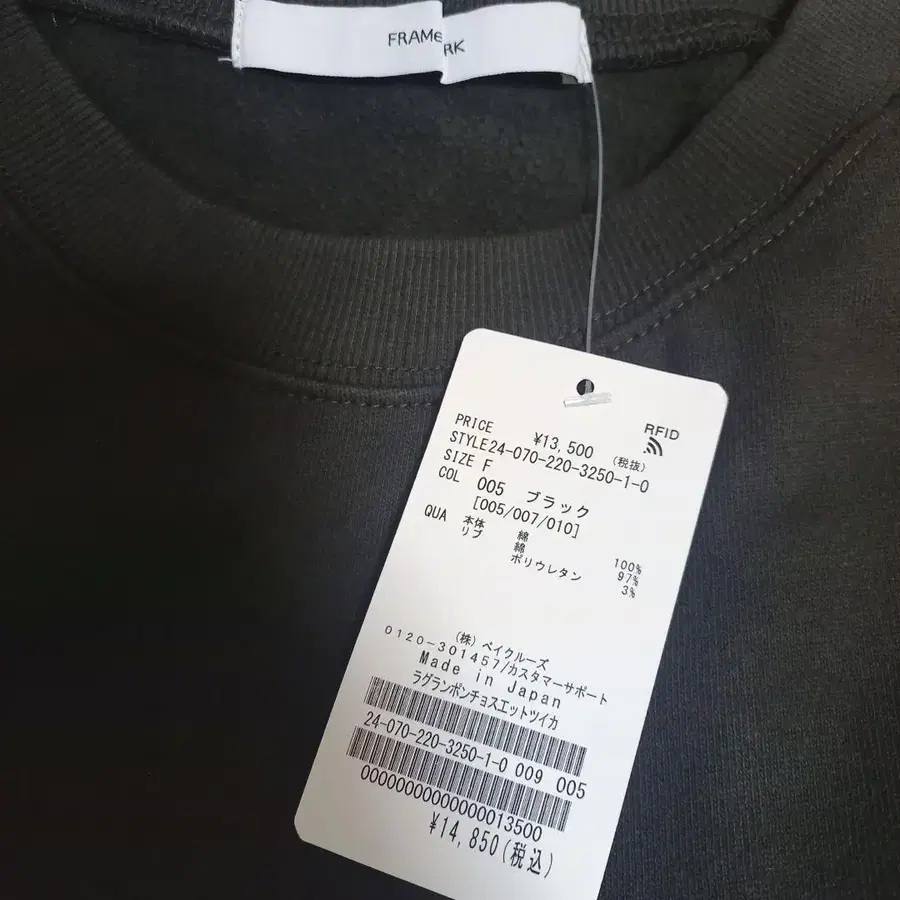 FRAME RK
RFID
PRICE ¥13,500 (税抜)
STYLE24-070-220-3250-1-0
SIZE F
COL 005 ブラック
[005/007/010]
QUA 本体 綿 100%
リブ 綿 97%
ポリウレタン 3%
(株) ベイクルーズ
0120-301457/カスタマーサポート
Made in Japan
ラグランポンチョスエットツイカ
24-070-220-3250-1-0 009 005
0000000000000013500
¥14,850(税込)